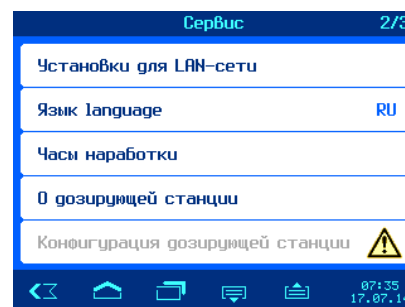 Сервис 2/3
Установки для LAN-сети
Язык language RU
Часы наработки
О дозирующей станции
Конфигурация дозирующей станции
07:35
17.07.14